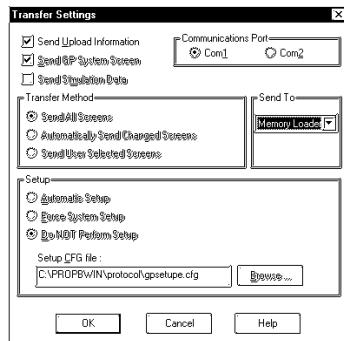 Transfer Settings
Send Upload Information
Send GP System Screen
Send Simulation Data
Communications Port
Com1
Com2
Transfer Method
Send All Screens
Automatically Send Changed Screens
Send User Selected Screens
Send To
Memory Loader
Setup
Automatic Setup
Force System Setup
Do NOT Perform Setup
Setup CFG file :
C:\PROPBWIN\protocol\gpsetupe.cfg
Browse ...
OK
Cancel
Help